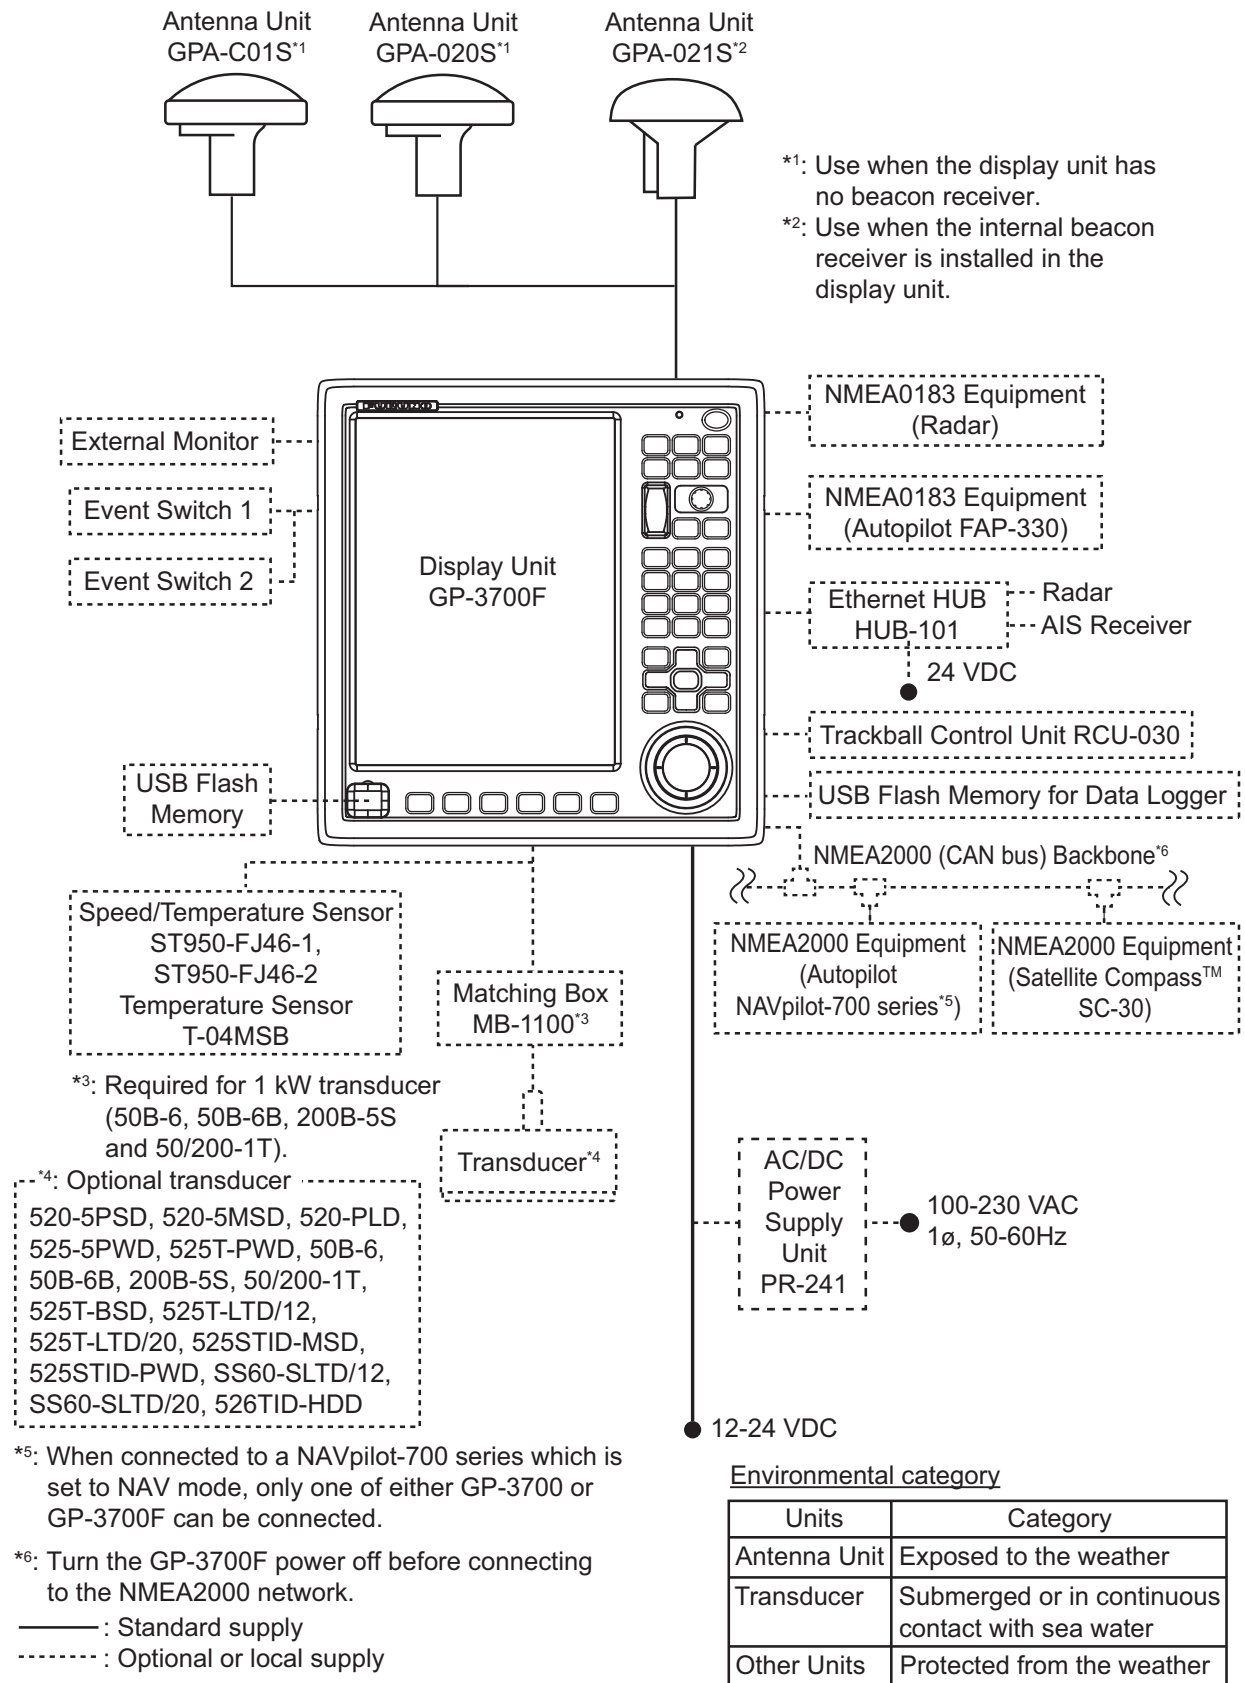 Antenna Unit
GPA-C01S*1
Antenna Unit
GPA-020S*1
Antenna Unit
GPA-021S*2
*1: Use when the display unit has
no beacon receiver.
*2: Use when the internal beacon
receiver is installed in the
display unit.
FURUNO
External Monitor
Event Switch 1
Event Switch 2
USB Flash
Memory
Display Unit
GP-3700F
NMEA0183 Equipment
(Radar)
NMEA0183 Equipment
(Autopilot FAP-330)
Ethernet HUB
HUB-101
Radar
AIS Receiver
24 VDC
Trackball Control Unit RCU-030
USB Flash Memory for Data Logger
NMEA2000 (CAN bus) Backbone*6
NMEA2000 Equipment
(Autopilot
NAVpilot-700 series*5)
NMEA2000 Equipment
(Satellite Compass™
SC-30)
Speed/Temperature Sensor
ST950-FJ46-1,
ST950-FJ46-2
Temperature Sensor
T-04MSB
Matching Box
MB-1100*3
Transducer*4
*3: Required for 1 kW transducer
(50B-6, 50B-6B, 200B-5S
and 50/200-1T).
*4: Optional transducer
520-5PSD, 520-5MSD, 520-PLD,
525-5PWD, 525T-PWD, 50B-6,
50B-6B, 200B-5S, 50/200-1T,
525T-BSD, 525T-LTD/12,
525T-LTD/20, 525STID-MSD,
525STID-PWD, SS60-SLTD/12,
SS60-SLTD/20, 526TID-HDD
AC/DC
Power
Supply
Unit
PR-241
100-230 VAC
1ø, 50-60Hz
12-24 VDC
*5: When connected to a NAVpilot-700 series which is
set to NAV mode, only one of either GP-3700 or
GP-3700F can be connected.
*6: Turn the GP-3700F power off before connecting
to the NMEA2000 network.
: Standard supply
: Optional or local supply
Environmental category
Units Category
Antenna Unit Exposed to the weather
Transducer Submerged or in continuous
contact with sea water
Other Units Protected from the weather